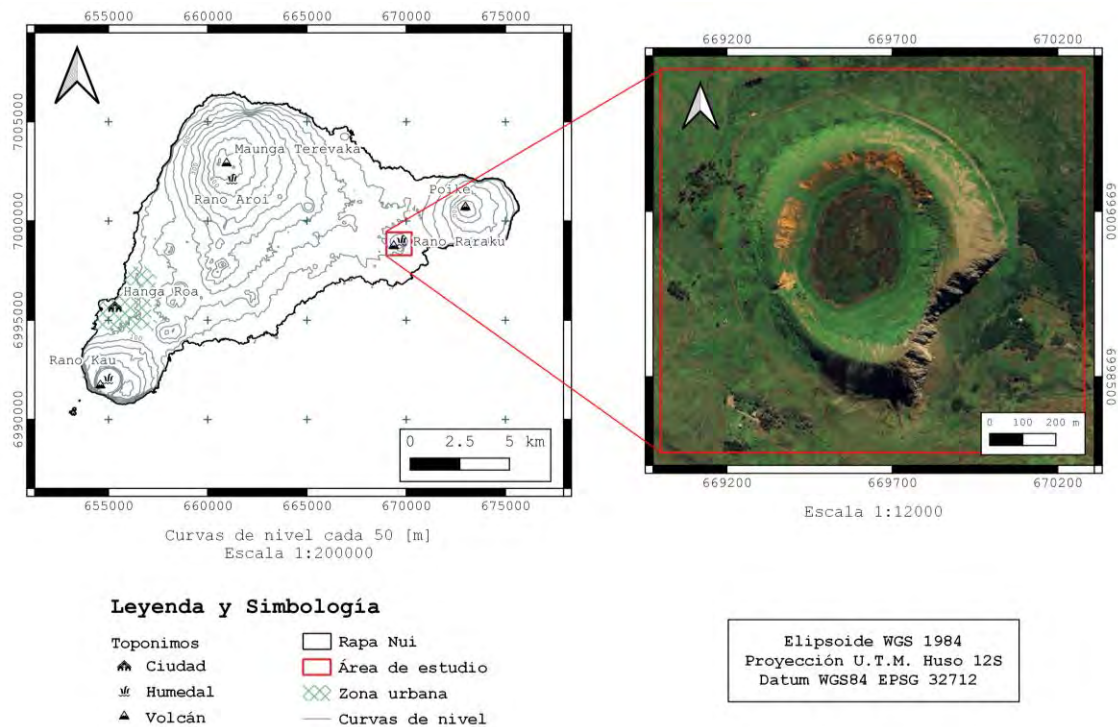 655000 660000 665000 670000 675000
7005000
7000000
6995000
6990000
Maunga Terevaka
Rano Aroi
Poike
Rano Raraku
Hanga Roa
Rano Kau
0 2.5 5 km
655000 660000 665000 670000 675000
Curvas de nivel cada 50 [m]
Escala 1:200000
669200 669700 670200
6999000 6999000
6998500 6998500
0 100 200 m
669200 669700 670200
Escala 1:12000
Leyenda y Simbología
Toponimos
Ciudad
Humedal
Volcán
Rapa Nui
Área de estudio
Zona urbana
Curvas de nivel
Elipsoide WGS 1984
Proyección U.T.M. Huso 12S
Datum WGS84 EPSG 32712